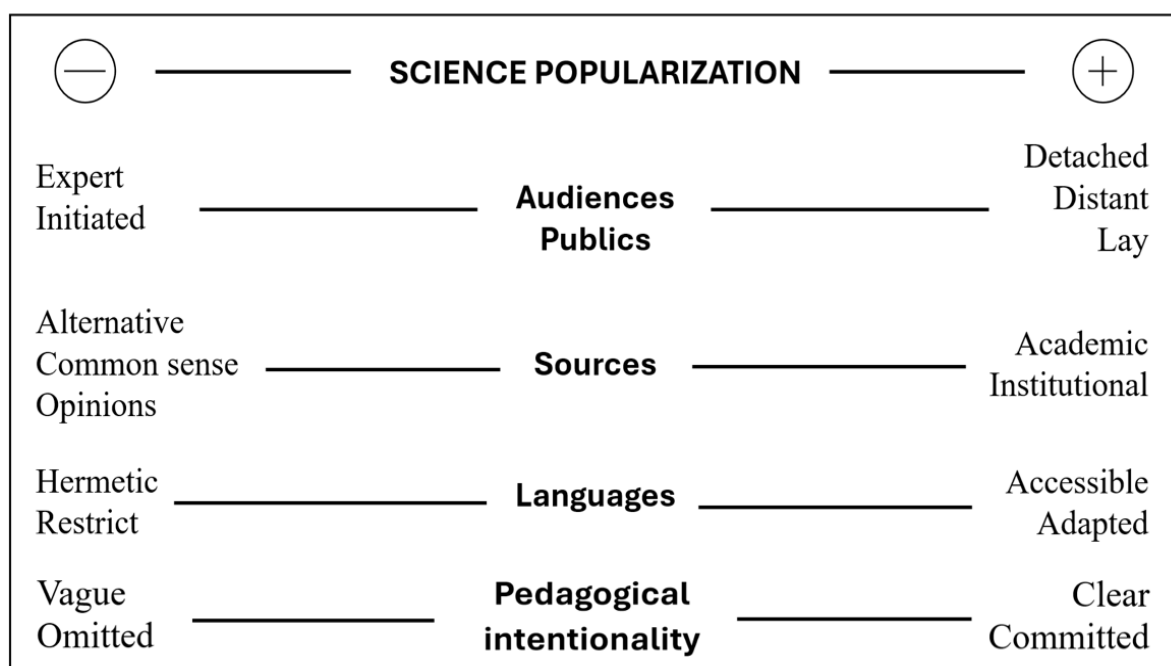 − SCIENCE POPULARIZATION +
Expert
Initiated
Audiences
Publics
Detached
Distant
Lay
Alternative
Common sense
Opinions
Sources
Academic
Institutional
Hermetic
Restrict
Languages
Accessible
Adapted
Vague
Omitted
Pedagogical
intentionality
Clear
Committed